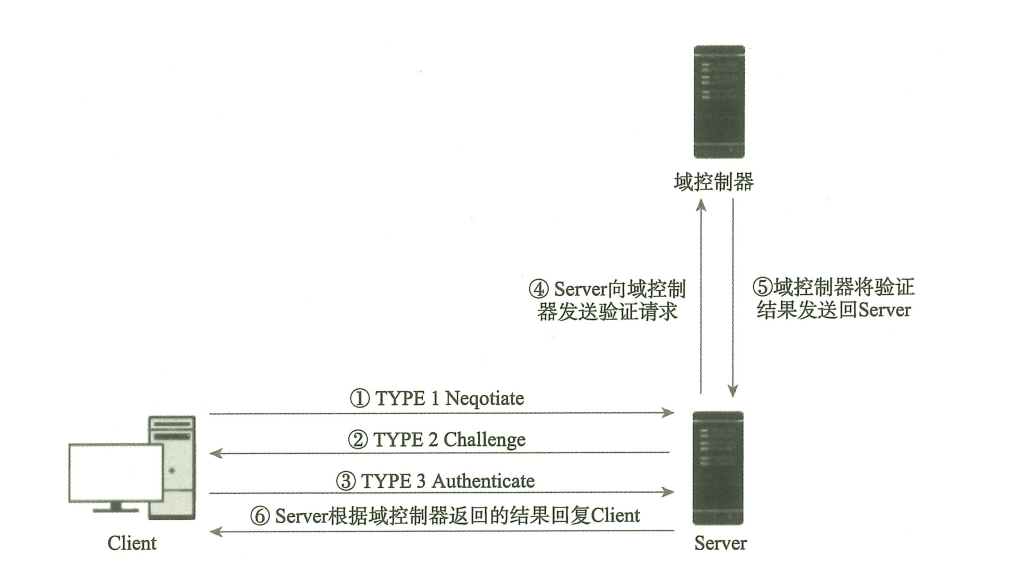 域控制器
④ Server向域控制
器发送验证请求
⑤域控制器将验证
结果发送回Server
① TYPE 1 Neqotiate
② TYPE 2 Challenge
③ TYPE 3 Authenticate
⑥ Server根据域控制器返回的结果回复Client
Client
Server